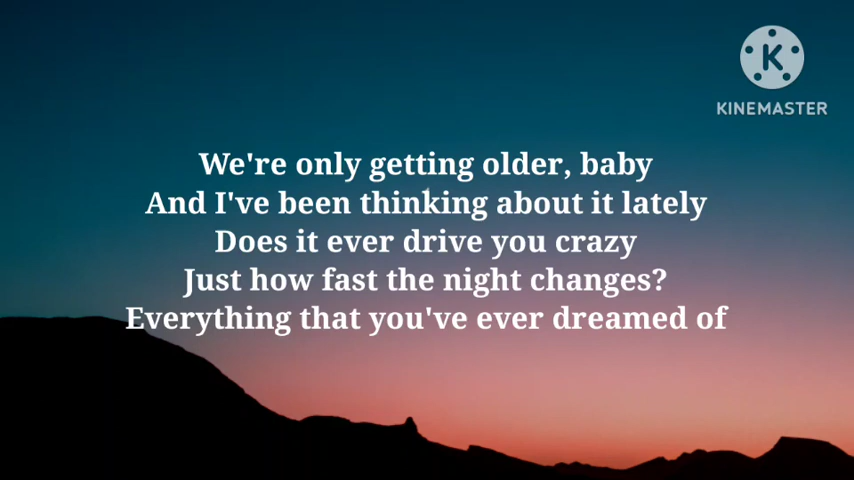 K
KINEMASTER
We're only getting older, baby
And I've been thinking about it lately
Does it ever drive you crazy
Just how fast the night changes?
Everything that you've ever dreamed of